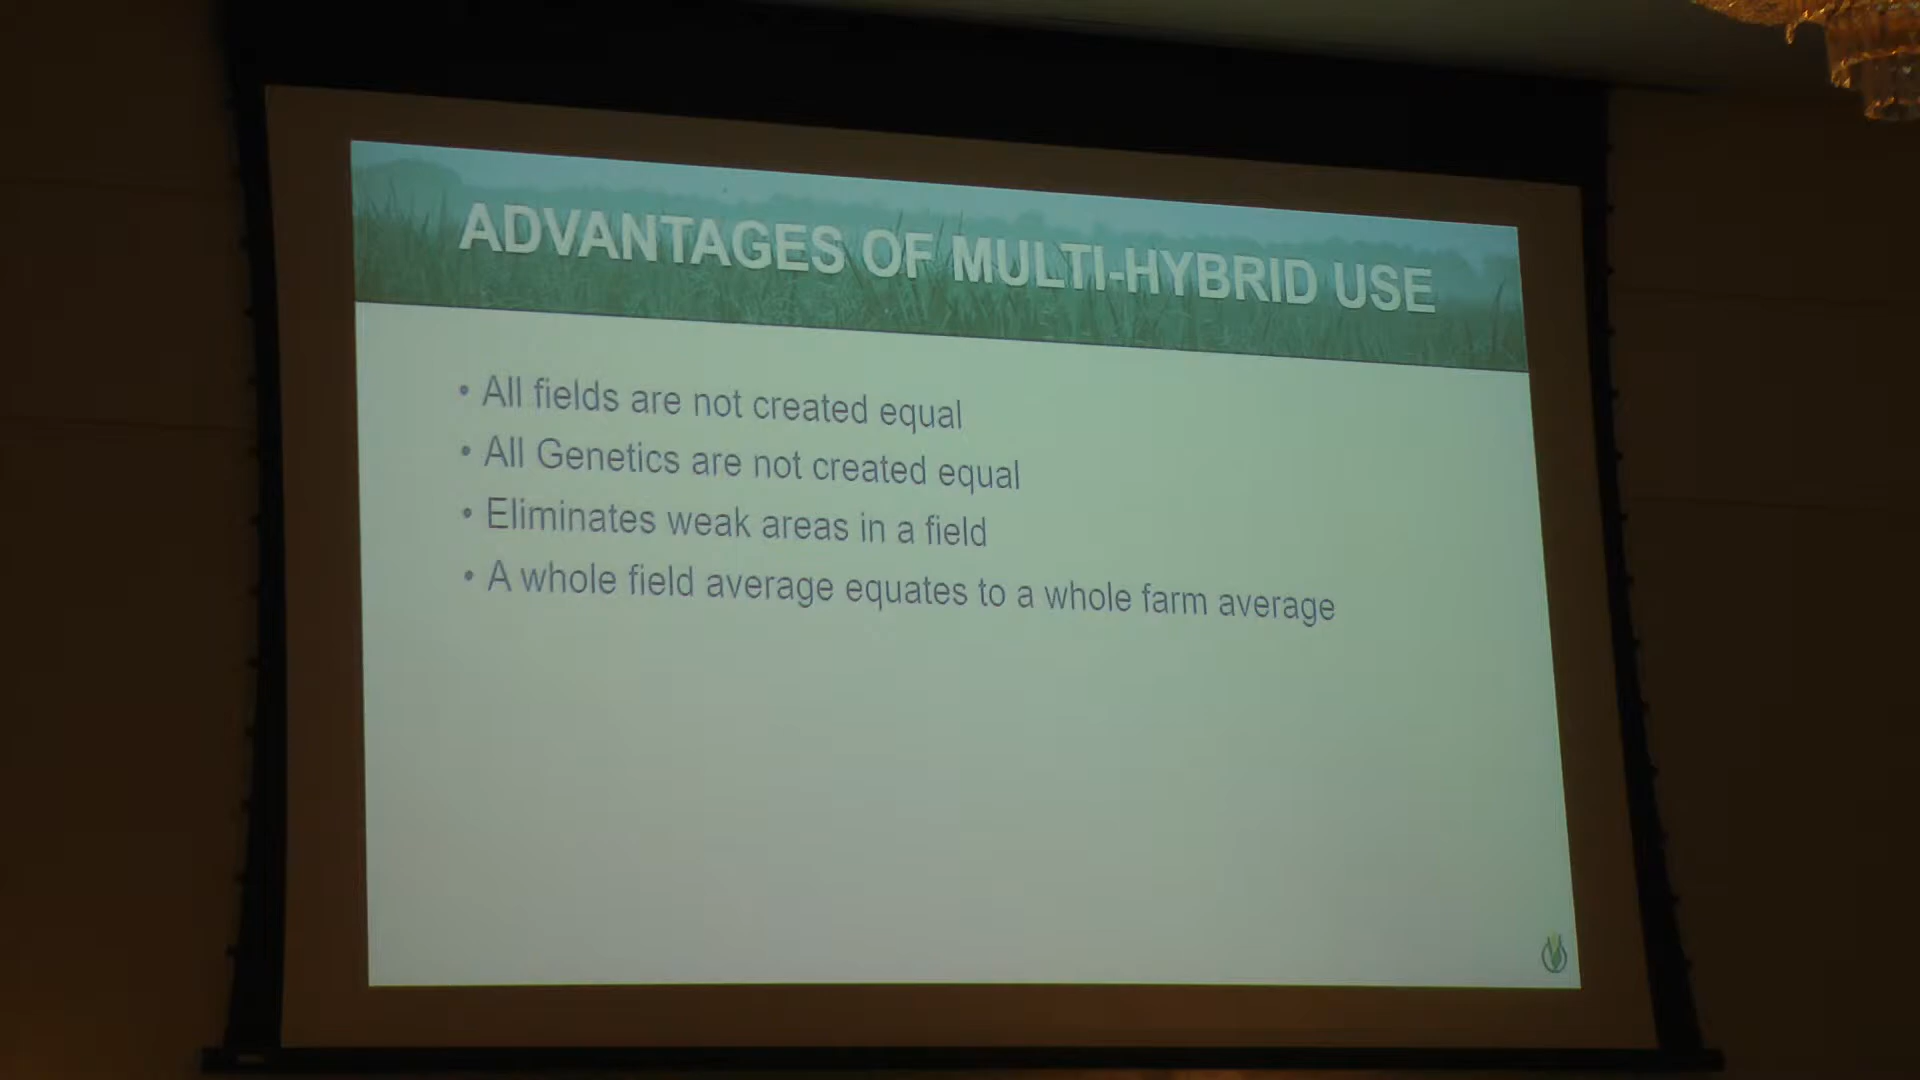 ADVANTAGES OF MULTI-HYBRID USE
• All fields are not created equal
• All Genetics are not created equal
• Eliminates weak areas in a field
• A whole field average equates to a whole farm average